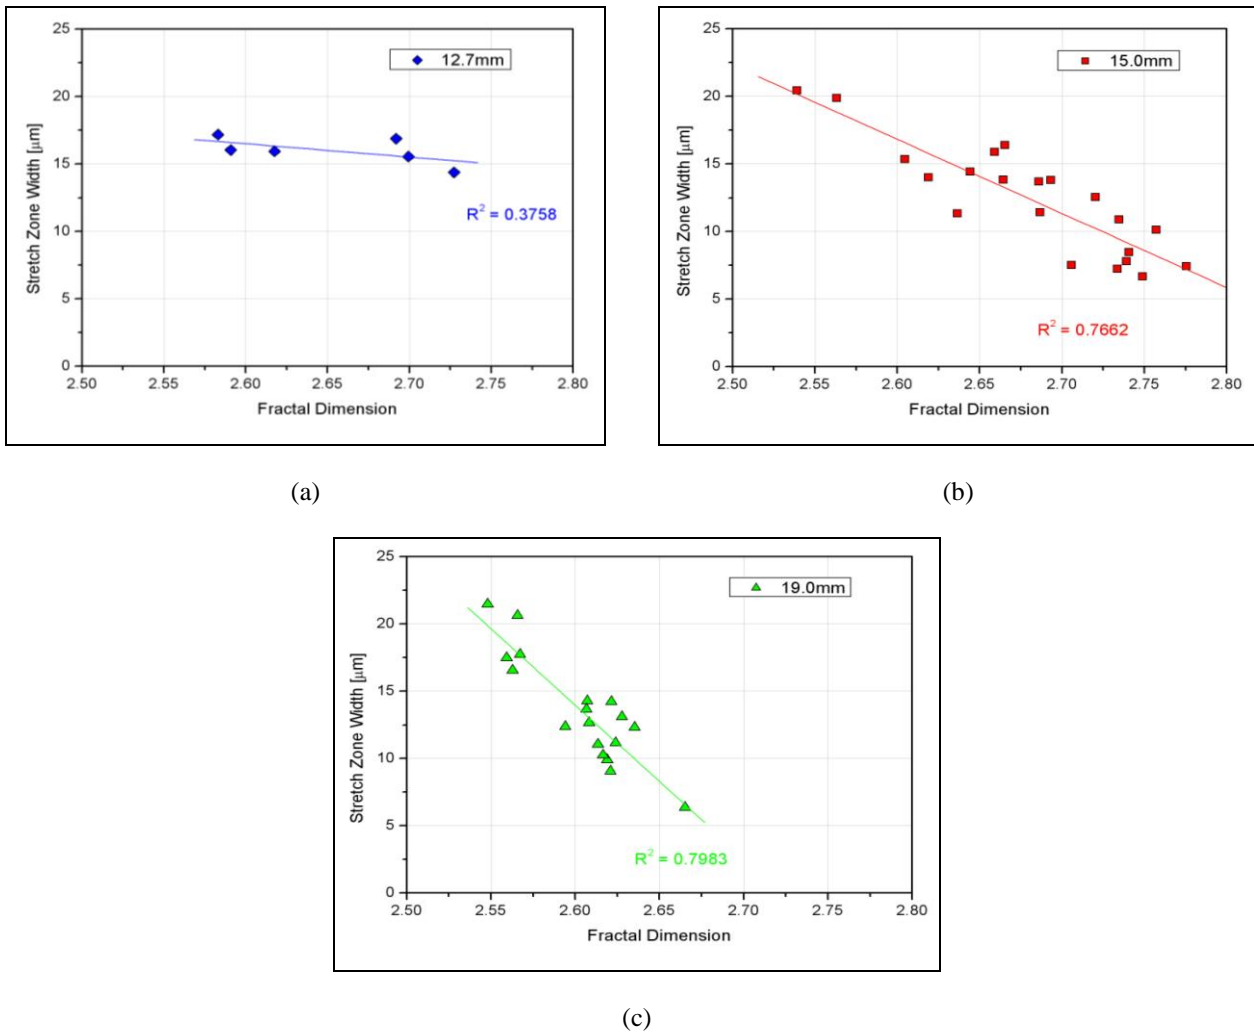 12.7mm
25
20
15
10
5
0
Stretch Zone Width [μm]
R² = 0.3758
2.50 2.55 2.60 2.65 2.70 2.75 2.80
Fractal Dimension
(a)
15.0mm
25
20
15
10
5
0
Stretch Zone Width [μm]
R² = 0.7662
2.50 2.55 2.60 2.65 2.70 2.75 2.80
Fractal Dimension
(b)
19.0mm
25
20
15
10
5
0
Stretch Zone Width [μm]
R² = 0.7983
2.50 2.55 2.60 2.65 2.70 2.75 2.80
Fractal Dimension
(c)